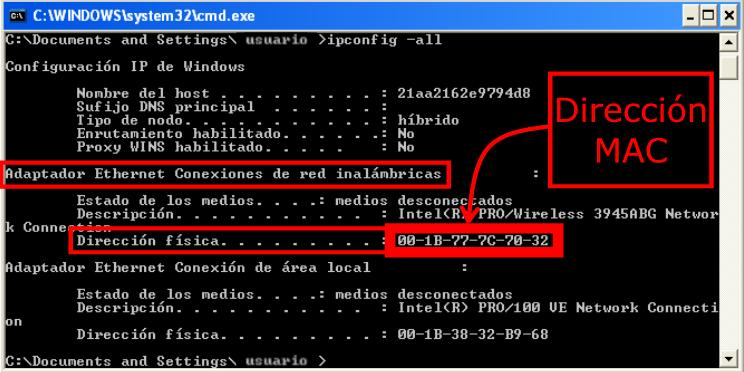 C:\WINDOWS\system32\cmd.exe
C:\Documents and Settings\ usuario >ipconfig -all
Configuración IP de Windows
Nombre del host . . . . . . . . . : 21aa2162e9794d8
Sufijo DNS principal . . . . . . :
Tipo de nodo. . . . . . . . . . . : híbrido
Enrutamiento habilitado. . . . . .: No
Proxy WINS habilitado. . . . . : No
Dirección
MAC
Adaptador Ethernet Conexiones de red inalámbricas :
Estado de los medios. . . .: medios desconectados
Descripción. . . . . . . . . . . : Intel(R) PRO/Wireless 3945ABG Networ
k Connection
Dirección física. . . . . . . . . : 00-1B-77-7C-70-32
Adaptador Ethernet Conexión de área local :
Estado de los medios. . . .: medios desconectados
Descripción. . . . . . . . . . . : Intel(R) PRO/100 VE Network Connecti
on
Dirección física. . . . . . . . . : 00-1B-38-32-B9-68
C:\Documents and Settings\ usuario >